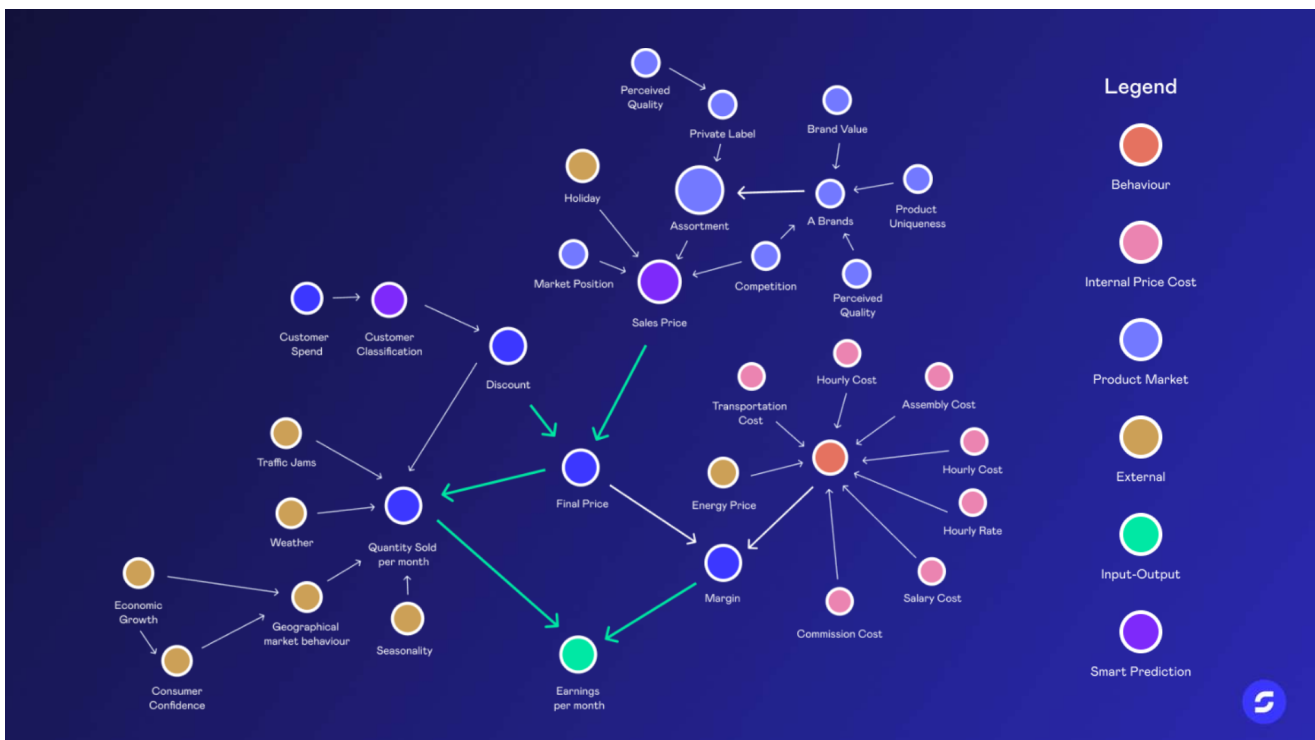 Perceived
Quality
Private Label
Brand Value
Legend
Behaviour
Holiday
Assortment
A Brands
Product
Uniqueness
Market Position
Competition
Perceived
Quality
Internal Price Cost
Sales Price
Customer
Spend
Customer
Classification
Discount
Hourly Cost
Transportation
Cost
Assembly Cost
Product Market
Traffic Jams
Hourly Cost
Final Price
Energy Price
External
Hourly Rate
Weather
Quantity Sold
per month
Margin
Salary Cost
Input-Output
Economic
Growth
Geographical
market behaviour
Seasonality
Commission Cost
Consumer
Confidence
Earnings
per month
Smart Prediction